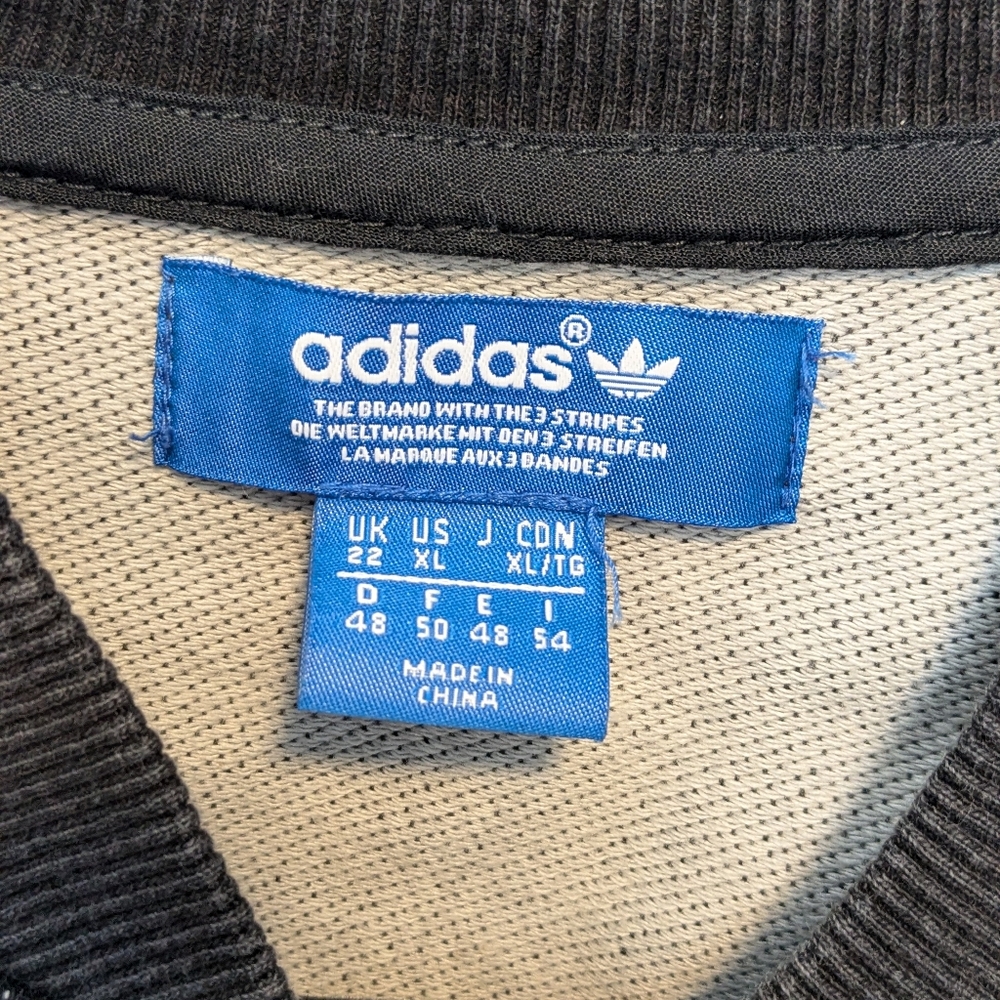 adidas®
THE BRAND WITH THE 3 STRIPES
DIE WELTMARKE MIT DEN 3 STREIFEN
LA MARQUE AUX 3 BANDES
UK US J CDN
22 XL XL/TG
D F E I
48 50 48 54
MADE IN
CHINA